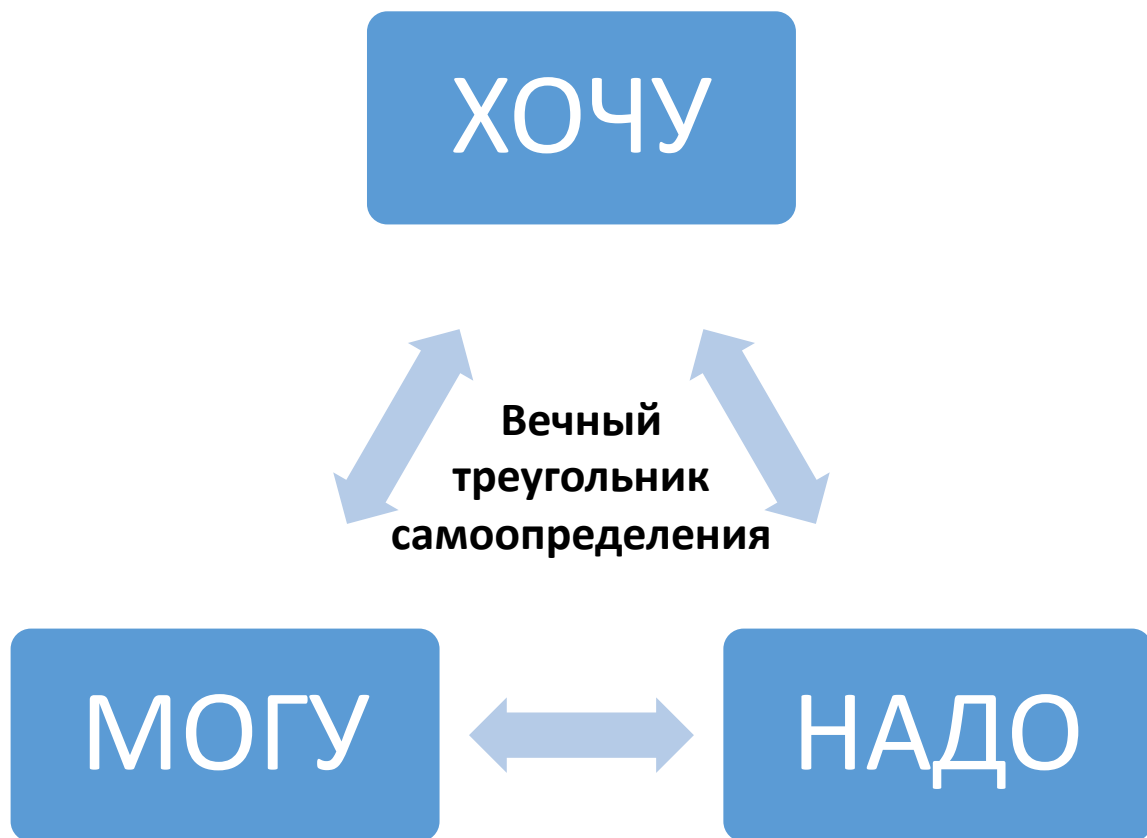 ХОЧУ
Вечный
треугольник
самоопределения
МОГУ
НАДО